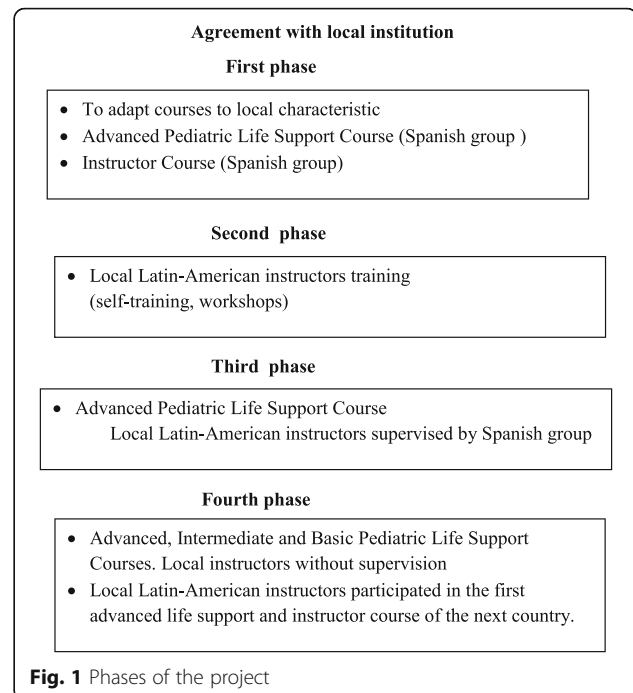 Agreement with local institution
First phase
• To adapt courses to local characteristic
• Advanced Pediatric Life Support Course (Spanish group )
• Instructor Course (Spanish group)
Second phase
• Local Latin-American instructors training
(self-training, workshops)
Third phase
• Advanced Pediatric Life Support Course
Local Latin-American instructors supervised by Spanish group
Fourth phase
• Advanced, Intermediate and Basic Pediatric Life Support
Courses. Local instructors without supervision
• Local Latin-American instructors participated in the first
advanced life support and instructor course of the next country.
Fig. 1 Phases of the project